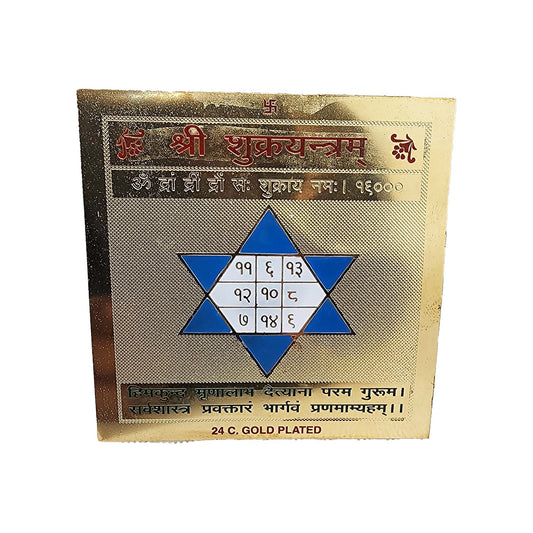 श्री शुक्रयन्त्रम्
ॐ द्रां द्रीं द्रौं सः शुक्राय नमः। १६०००
११ ६ १३
१२ १० ८
७ १४ ९
हिमकुन्द मृणालाभं दैत्याना परम गुरूम।
सर्वशास्त्र प्रवक्तारं भार्गवं प्रणमाम्यहम्।।
24 C. GOLD PLATED